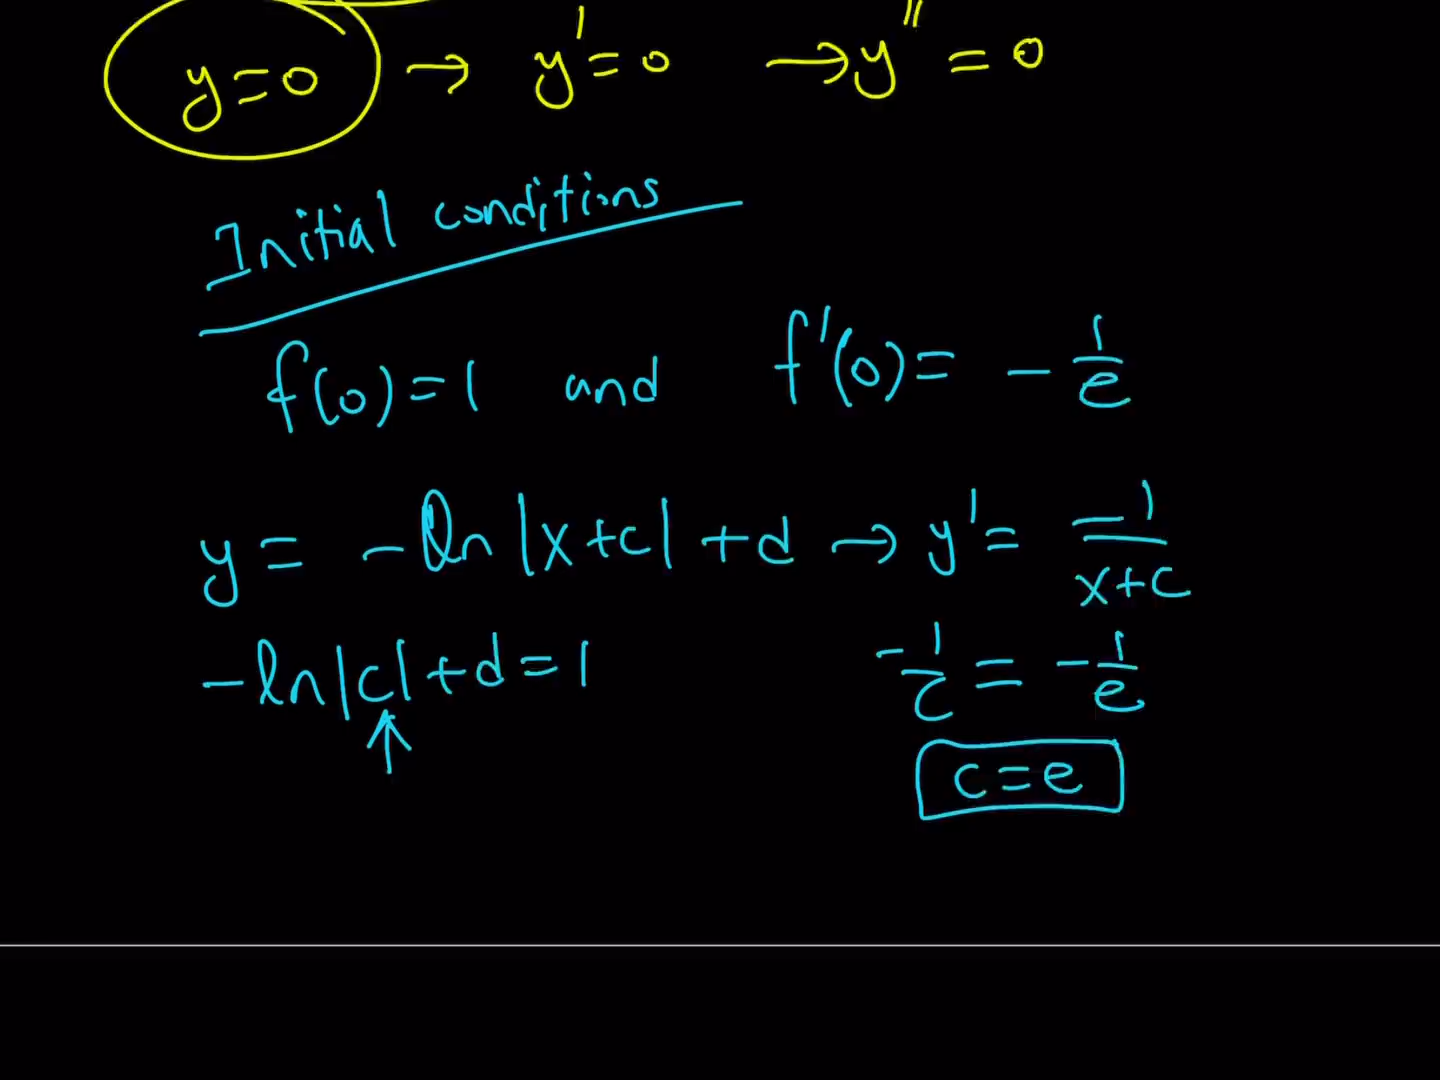 y=0 → y'=0 → y''=0
Initial conditions
f(0)=1 and f'(0)= -1/e
y = -ln|x+c| + d → y' = -1/(x+c)
-ln|c|+d=1 -1/c = -1/e
↑ c=e